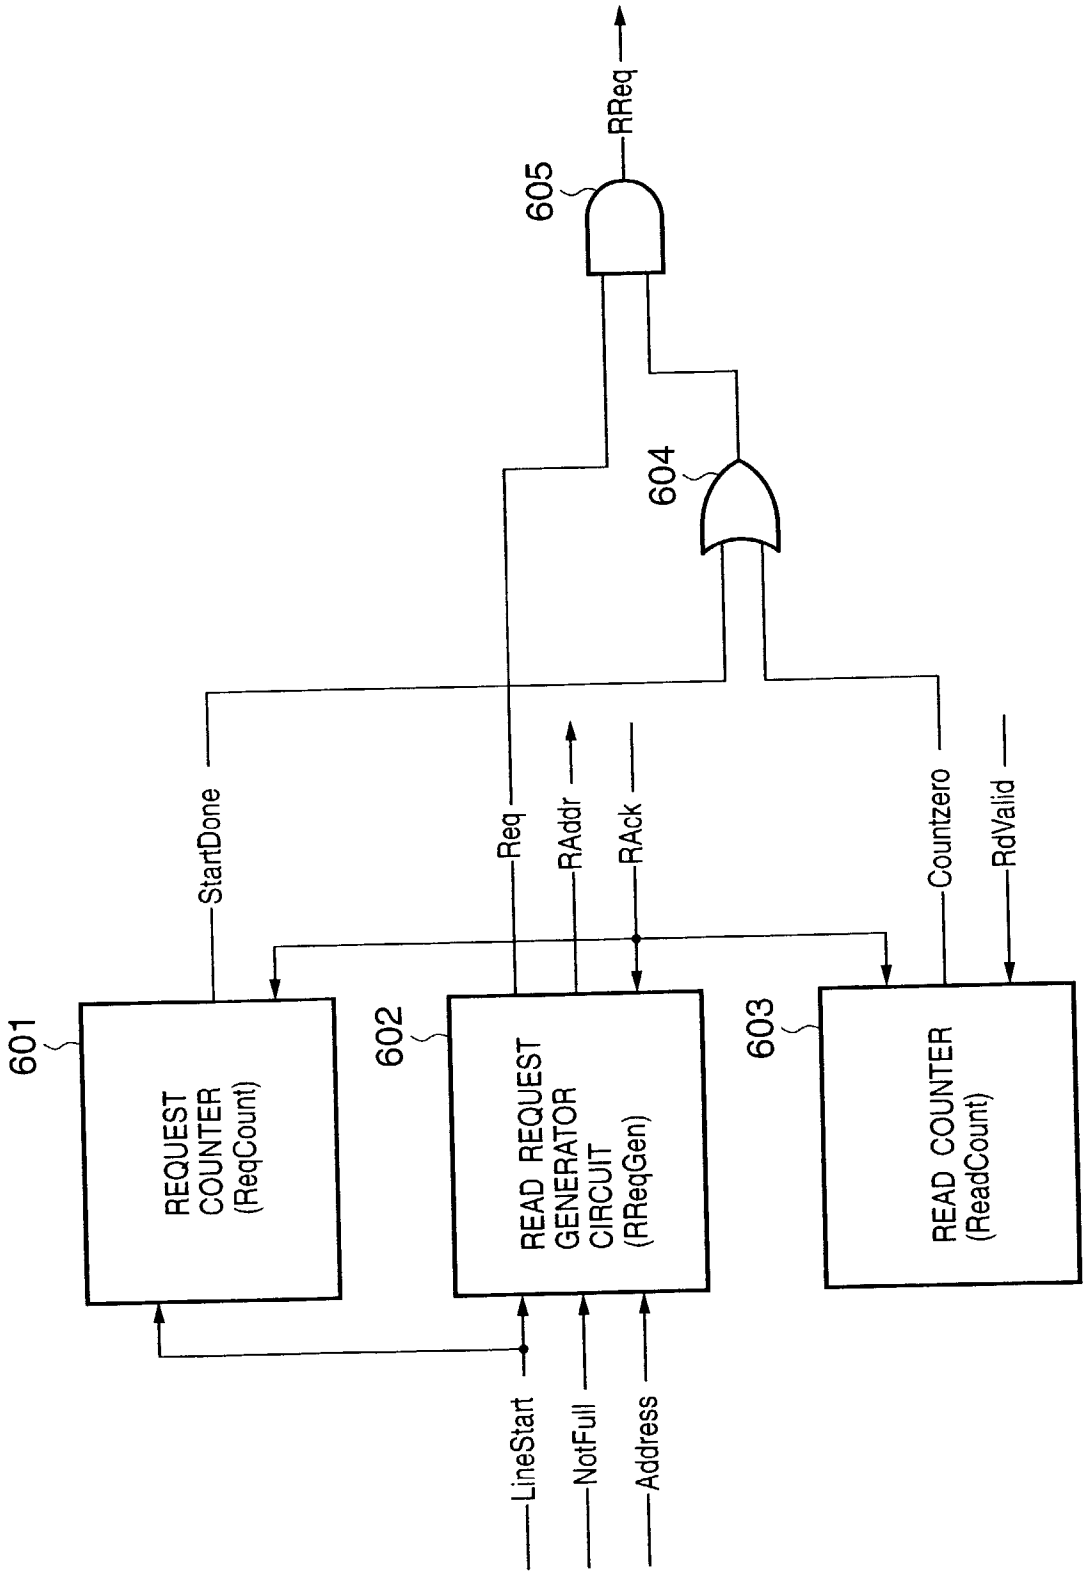 601
REQUEST
COUNTER
(ReqCount)
StartDone
602
READ REQUEST
GENERATOR
CIRCUIT
(RReqGen)
LineStart
NotFull
Address
Req
RAddr
RAck
603
READ COUNTER
(ReadCount)
Countzero
RdValid
604
605
RReq